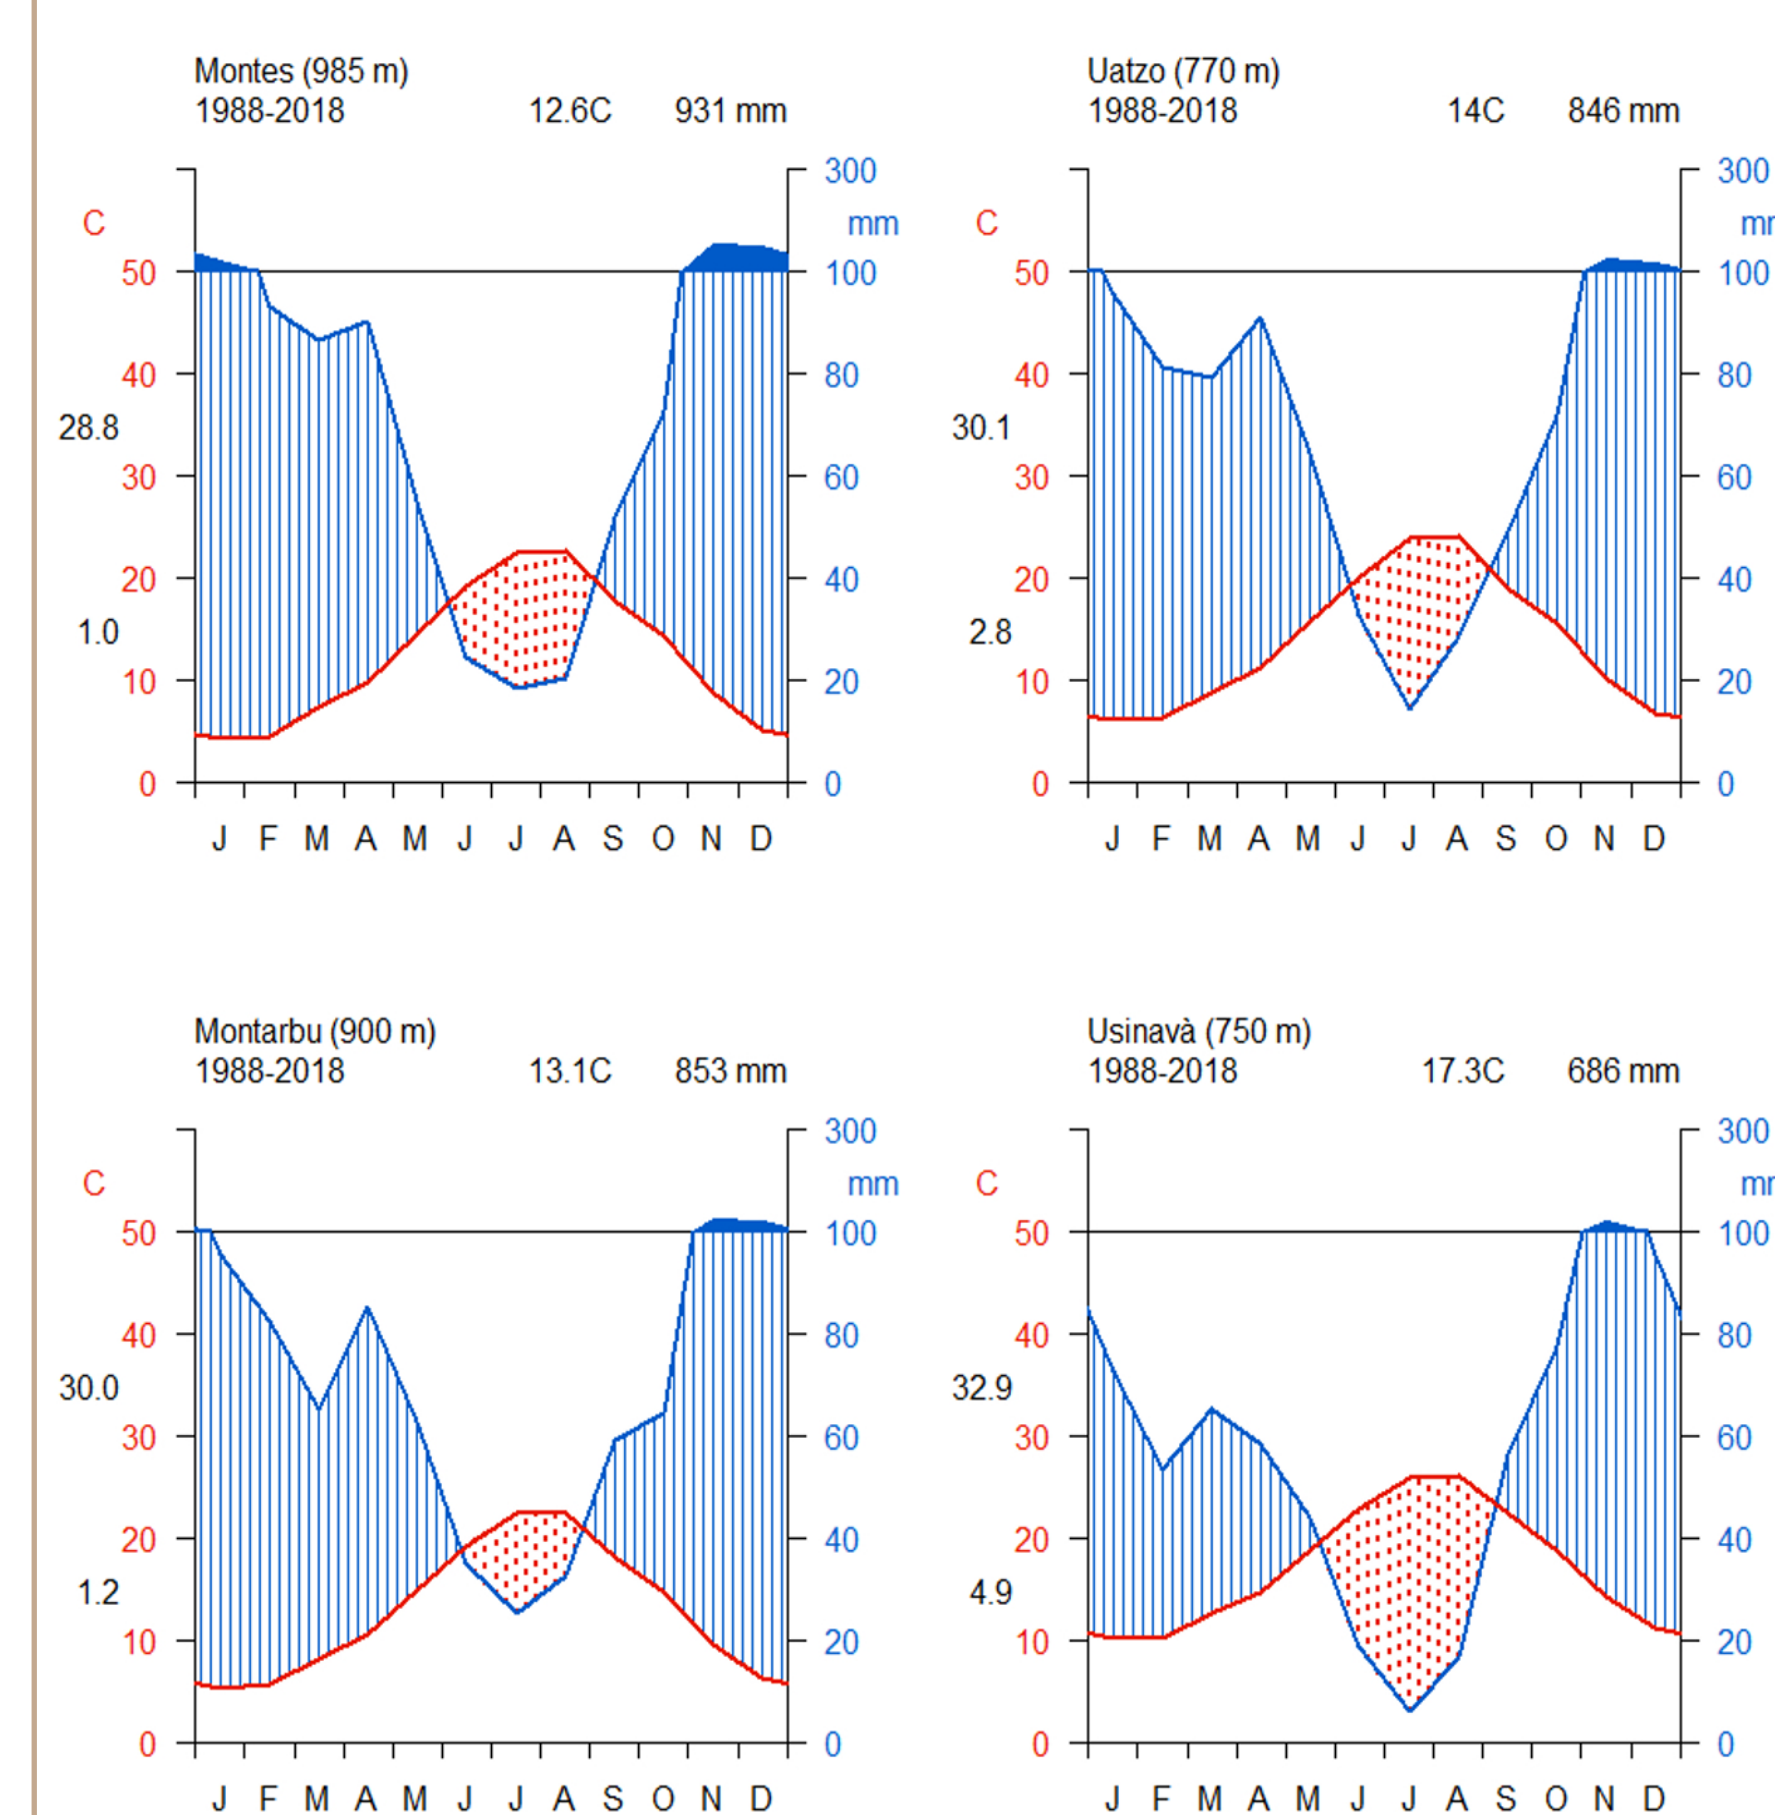 Montes (985 m)
1988-2018 12.6C 931 mm
300
C mm
50 100
40 80
28.8
30 60
20 40
1.0
10 20
0 0
J F M A M J J A S O N D
Uatzo (770 m)
1988-2018 14C 846 mm
300
C
50 100
40 80
30.1
30 60
20 40
2.8
10 20
0 0
J F M A M J J A S O N D
Montarbu (900 m)
1988-2018 13.1C 853 mm
300
C mm
50 100
40 80
30.0
30 60
20 40
1.2
10 20
0 0
J F M A M J J A S O N D
Usinavà (750 m)
1988-2018 17.3C 686 mm
300
C
50 100
40 80
32.9
30 60
20 40
4.9
10 20
0 0
J F M A M J J A S O N D